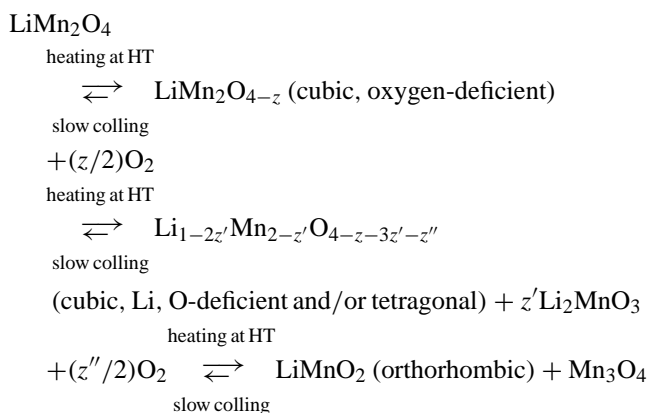 LiMn₂O₄
heating at HT
⇌ LiMn₂O₄₋z (cubic, oxygen-deficient)
slow colling
+(z/2)O₂
heating at HT
⇌ Li₁₋₂z′Mn₂₋z′O₄₋z₋₃z′₋z″
slow colling
(cubic, Li, O-deficient and/or tetragonal) + z′Li₂MnO₃
heating at HT
+(z″/2)O₂ ⇌ LiMnO₂ (orthorhombic) + Mn₃O₄
slow colling